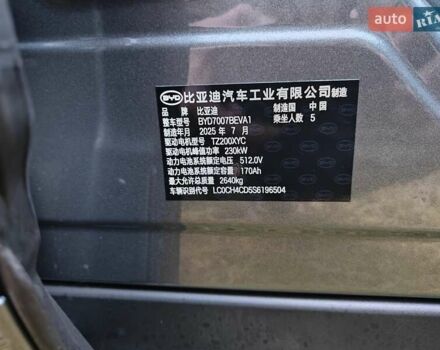 auto RIA
BYD 比亚迪汽车工业有限公司制造
品牌 比亚迪 制造国 中国
整车型号 BYD7007BEVA1 乘坐人数 5
制造年月 2025 年 7 月
驱动电机型号 TZ200XYC
驱动电机峰值功率 230kW
动力电池系统额定电压 512.0V
动力电池系统额定容量 170Ah
最大允许总质量 2640kg
车辆识别代号 LC0CH4CD5S6196504